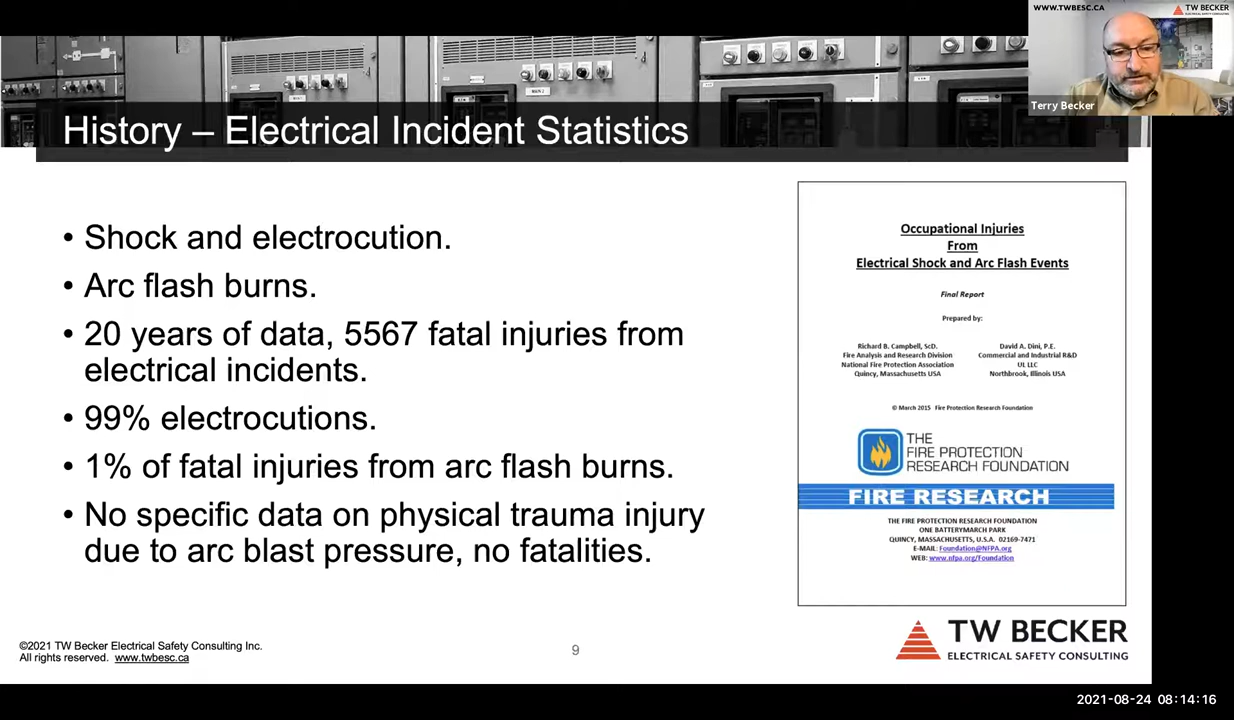 WWW.TWBESC.CA
TW BECKER
ELECTRICAL SAFETY CONSULTING
Terry Becker
MAIN 2
History – Electrical Incident Statistics
• Shock and electrocution.
• Arc flash burns.
• 20 years of data, 5567 fatal injuries from
electrical incidents.
• 99% electrocutions.
• 1% of fatal injuries from arc flash burns.
• No specific data on physical trauma injury
due to arc blast pressure, no fatalities.
Occupational Injuries
From
Electrical Shock and Arc Flash Events
Final Report
Prepared by:
Richard B. Campbell, ScD.
Fire Analysis and Research Division
National Fire Protection Association
Quincy, Massachusetts USA
David A. Dini, P.E.
Commercial and Industrial R&D
UL LLC
Northbrook, Illinois USA
© March 2015 Fire Protection Research Foundation
THE
FIRE PROTECTION
RESEARCH FOUNDATION
FIRE RESEARCH
THE FIRE PROTECTION RESEARCH FOUNDATION
ONE BATTERYMARCH PARK
QUINCY, MASSACHUSETTS, U.S.A. 02169-7471
E-MAIL: Foundation@NFPA.org
WEB: www.nfpa.org/Foundation
©2021 TW Becker Electrical Safety Consulting Inc.
All rights reserved. www.twbesc.ca
9
TW BECKER
ELECTRICAL SAFETY CONSULTING
2021-08-24 08:14:16